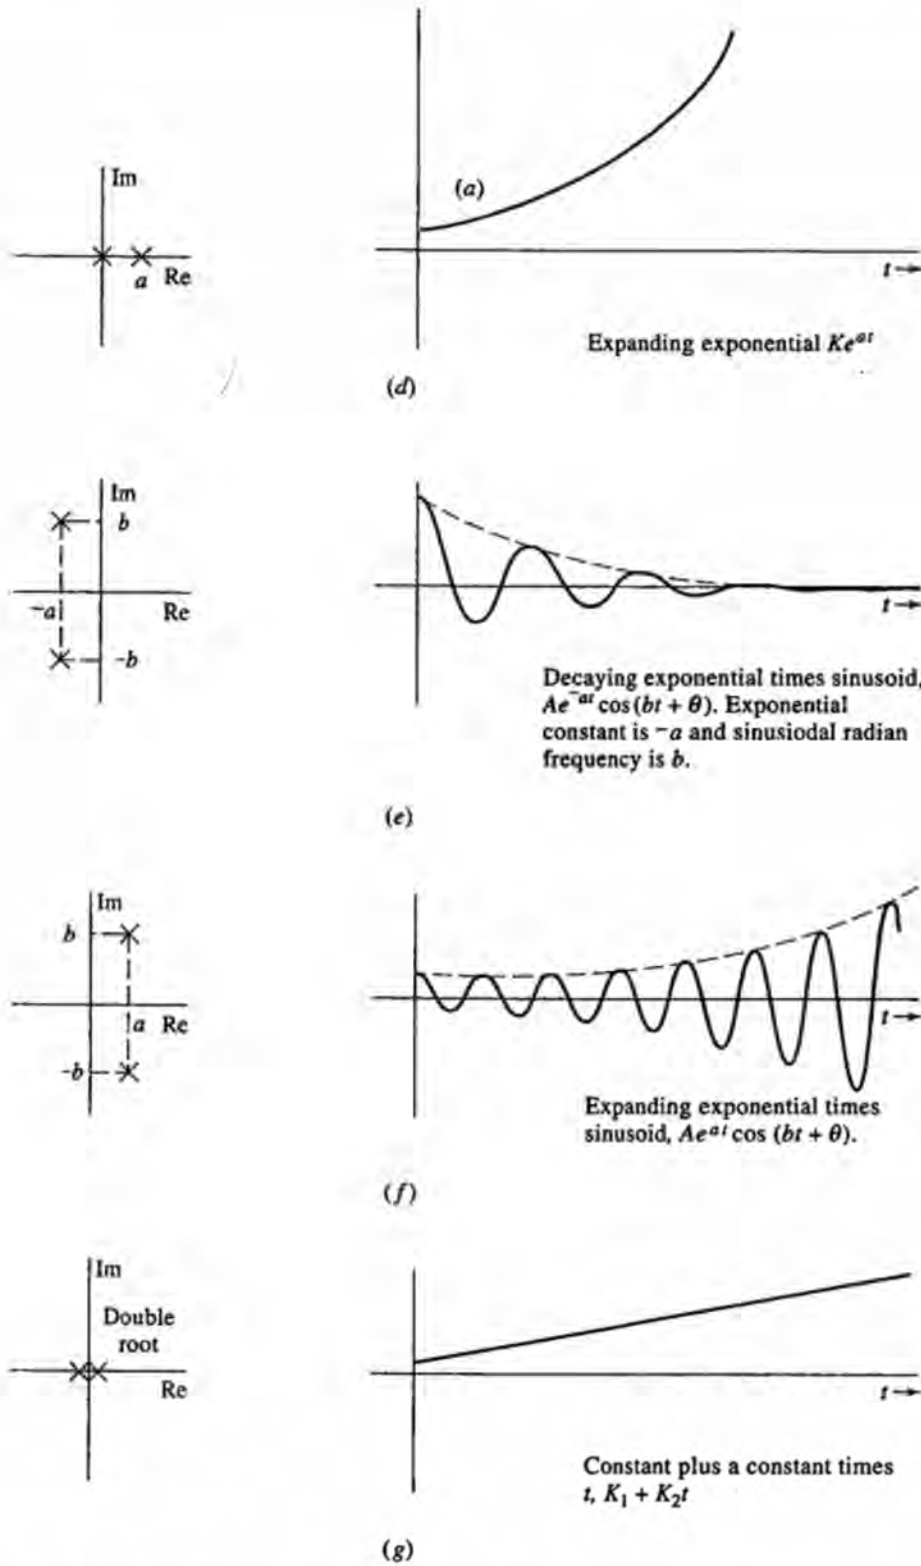 Im
(a)
a Re
t→
Expanding exponential Ke^{at}
(d)
Im
b
-a
Re
-b
t→
Decaying exponential times sinusoid,
Ae^{-at} cos(bt + θ). Exponential
constant is -a and sinusiodal radian
frequency is b.
(e)
Im
b
a Re
-b
t→
Expanding exponential times
sinusoid, Ae^{at} cos (bt + θ).
(f)
Im
Double
root
Re
t→
Constant plus a constant times
t, K₁ + K₂t
(g)